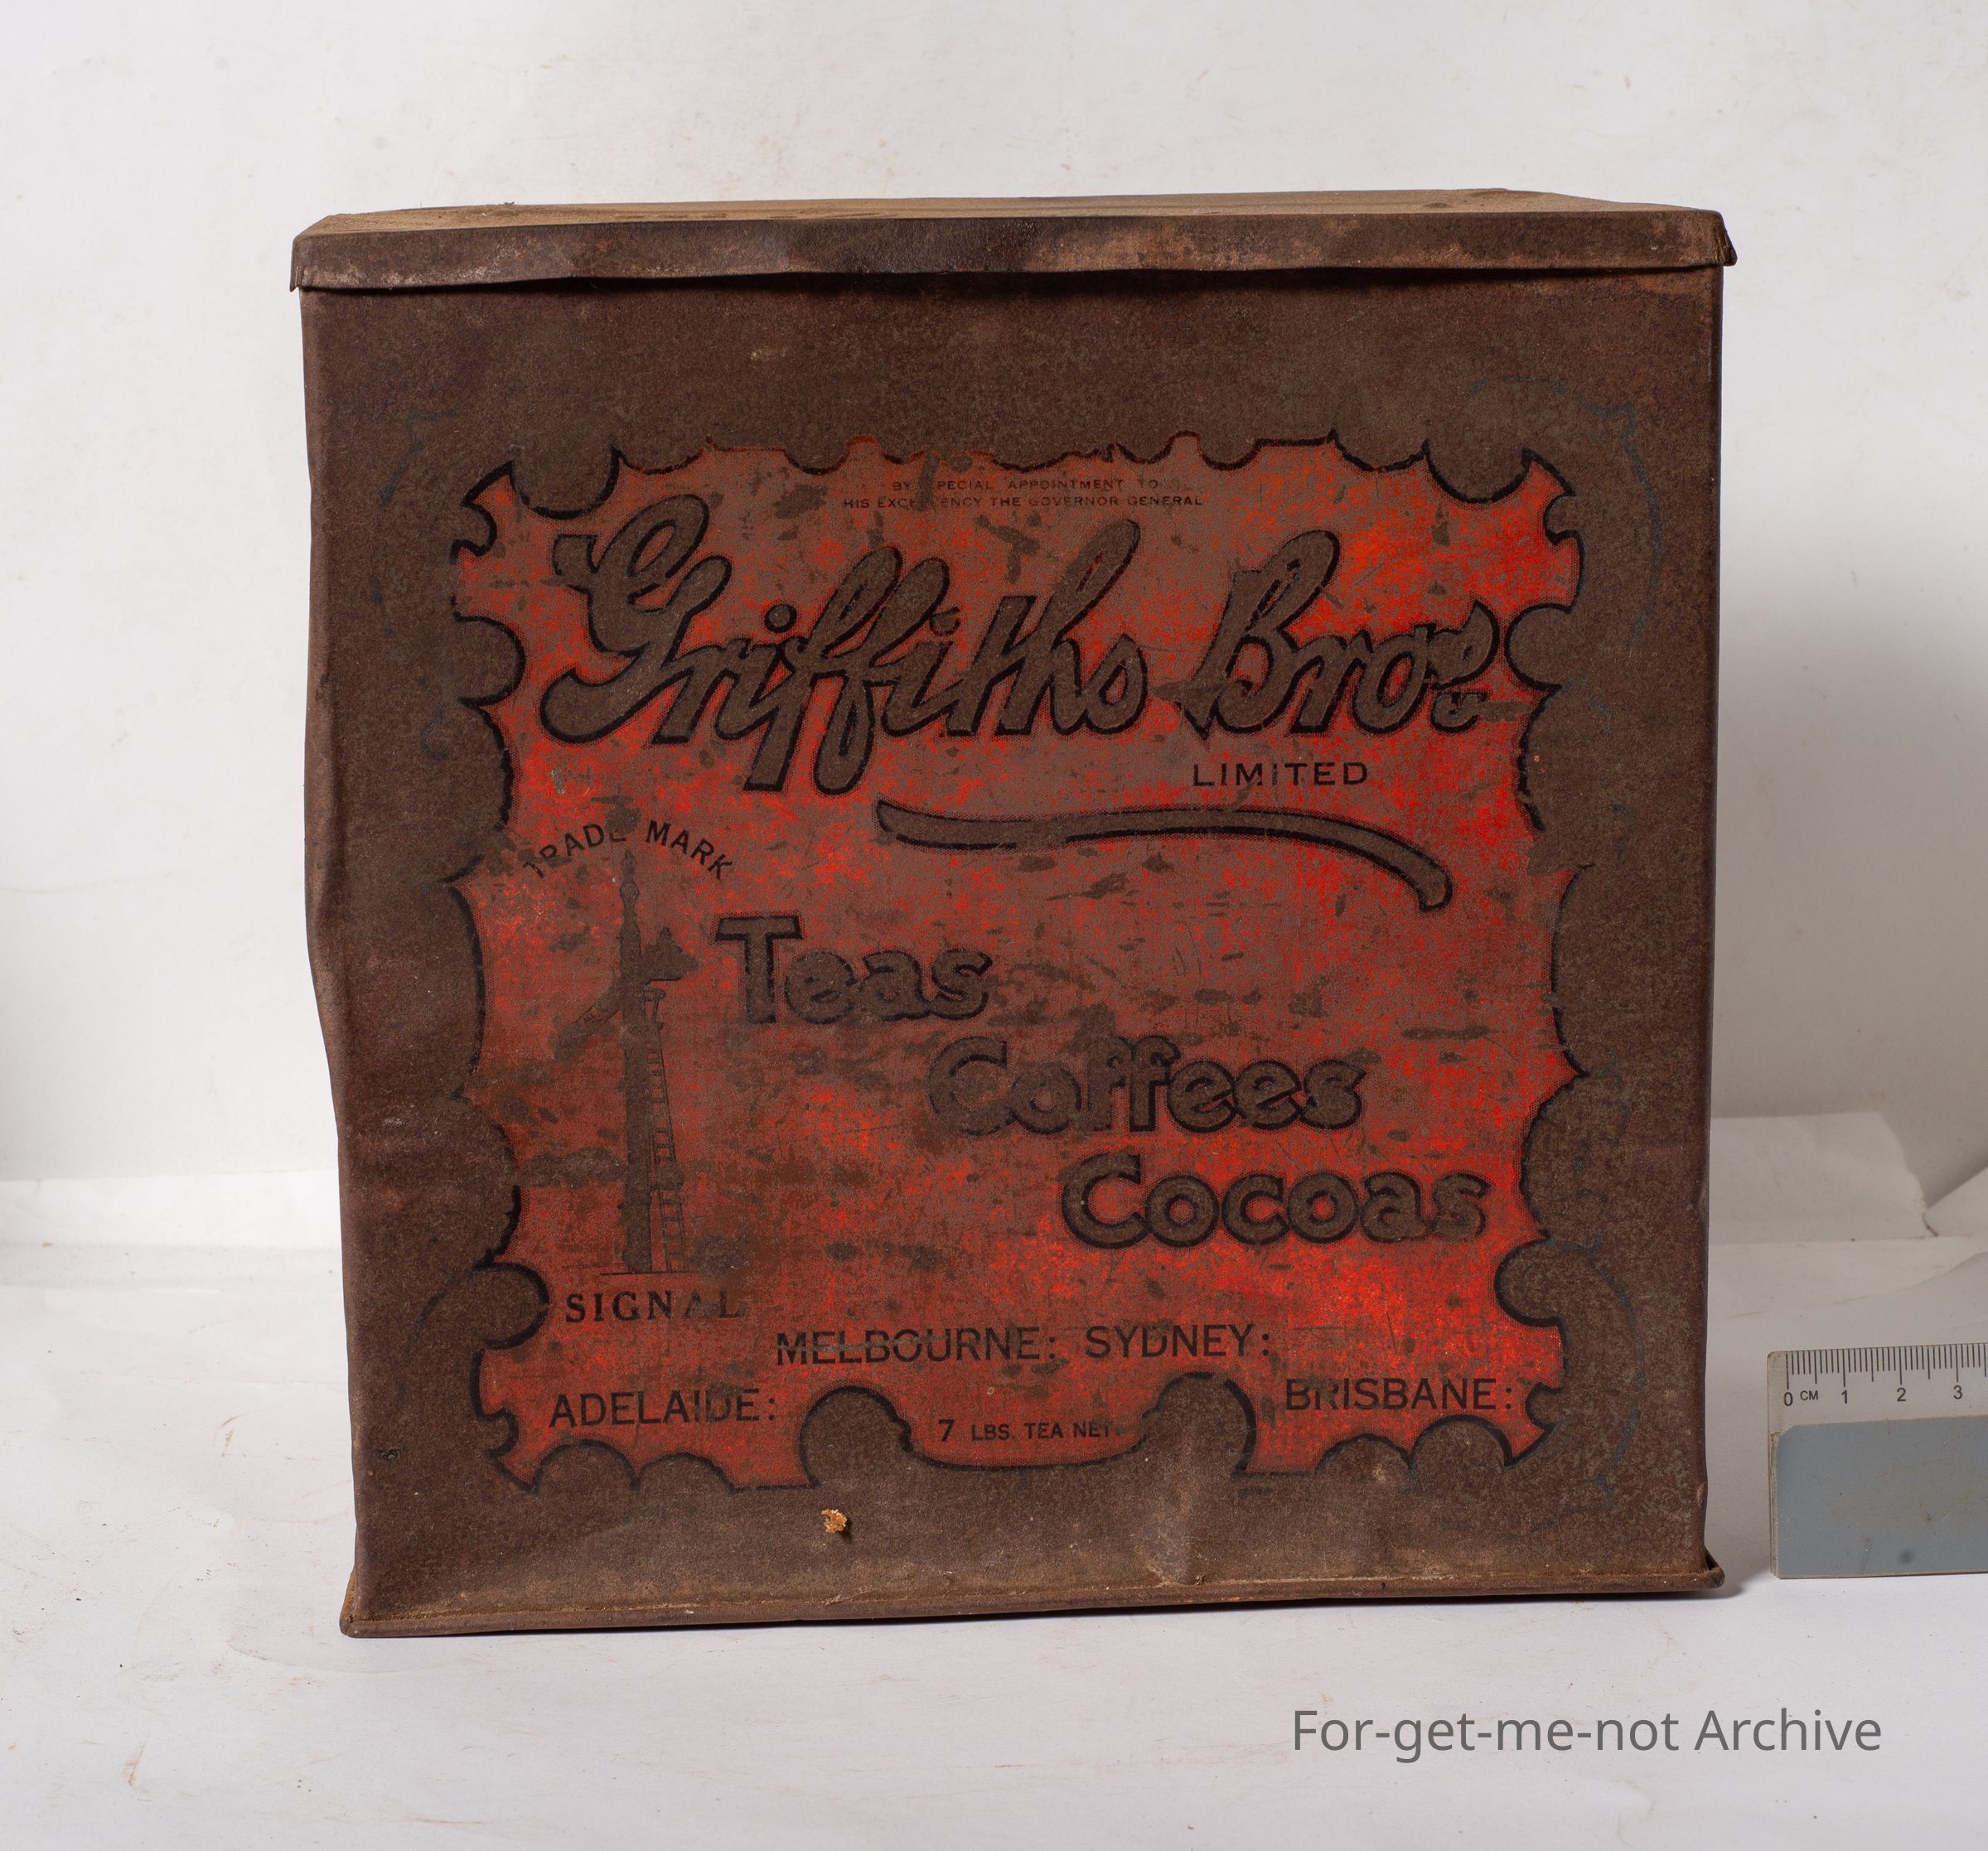 BY SPECIAL APPOINTMENT TO
HIS EXCELLENCY THE GOVERNOR GENERAL
Griffiths Bros
LIMITED
TRADE MARK
Teas
Coffees
Cocoas
SIGNAL
MELBOURNE: SYDNEY:
ADELAIDE: BRISBANE:
7 LBS. TEA NETT
0 CM 1 2 3
For-get-me-not Archive